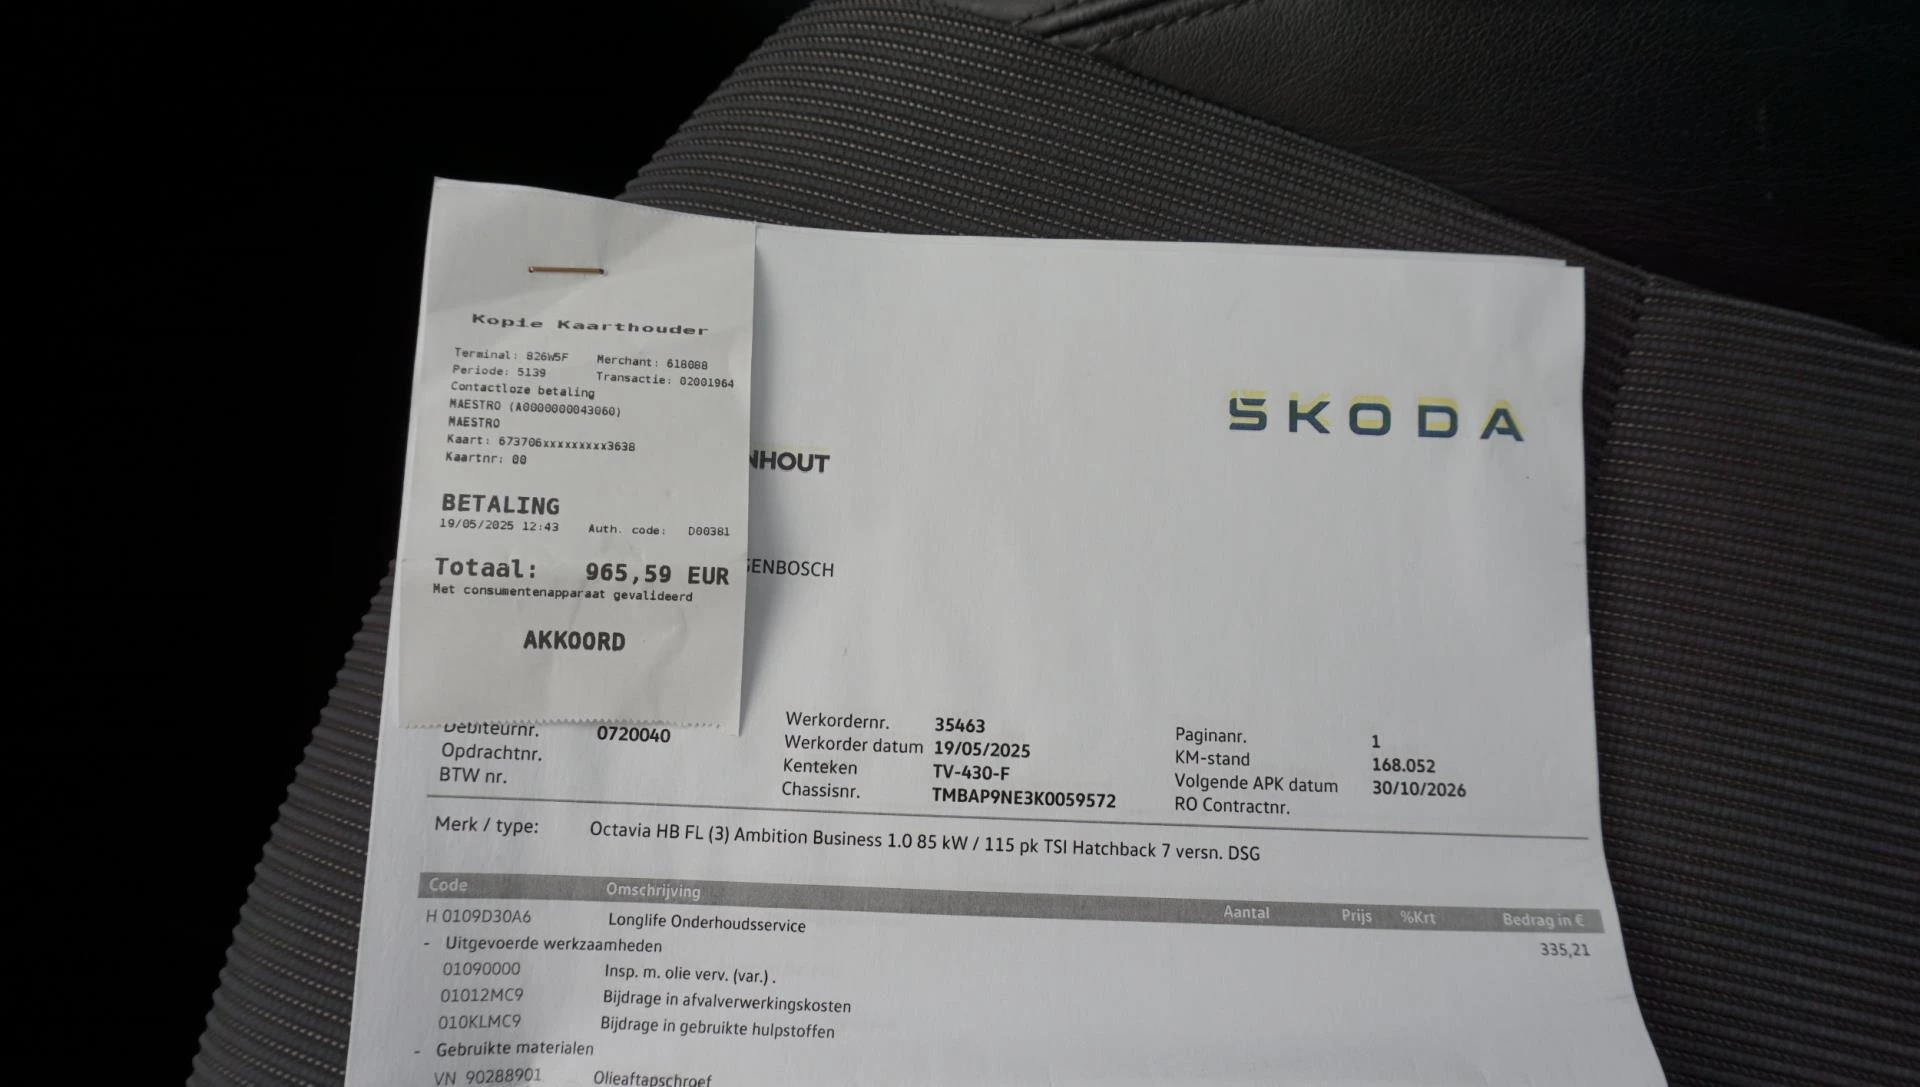 Kopie Kaarthouder
Terminal: 826W5F Merchant: 618088
Periode: 5139 Transactie: 02001964
Contactloze betaling
MAESTRO (A0000000043060)
MAESTRO
Kaart: 673706xxxxxxxxx3638
Kaartnr: 00
BETALING
19/05/2025 12:43 Auth. code: D00381
Totaal: 965,59 EUR
Met consumentenapparaat gevalideerd
AKKOORD
ŠKODA
NHOUT
GENBOSCH
Debiteurnr. 0720040
Opdrachtnr.
BTW nr.
Werkordernr. 35463
Werkorder datum 19/05/2025
Kenteken TV-430-F
Chassisnr. TMBAP9NE3K0059572
Paginanr. 1
KM-stand 168.052
Volgende APK datum 30/10/2026
RO Contractnr.
Merk / type: Octavia HB FL (3) Ambition Business 1.0 85 kW / 115 pk TSI Hatchback 7 versn. DSG
Code Omschrijving Aantal Prijs %Krt Bedrag in €
H 0109D30A6 Longlife Onderhoudsservice 335,21
- Uitgevoerde werkzaamheden
01090000 Insp. m. olie verv. (var.) .
01012MC9 Bijdrage in afvalverwerkingskosten
010KLMC9 Bijdrage in gebruikte hulpstoffen
- Gebruikte materialen
VN 90288901 Olieaftapschroef